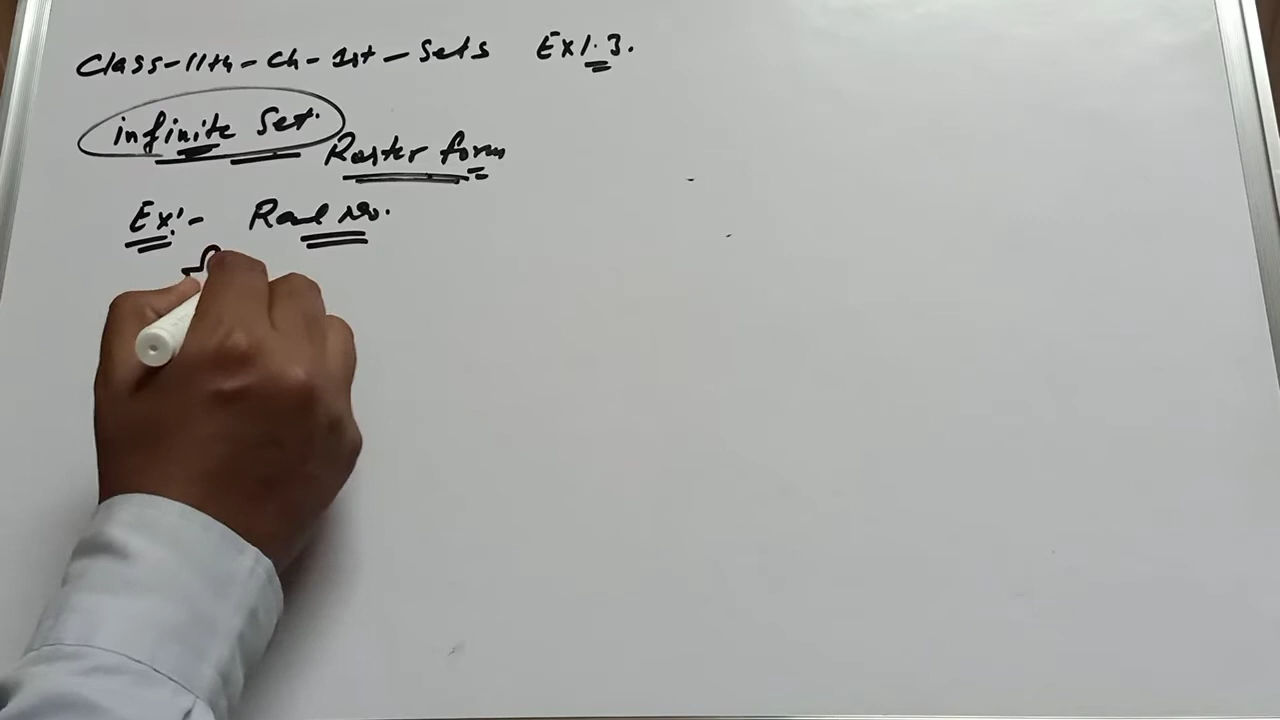 Class-11th-Ch-1st-Sets Ex1.3.
infinite Set.
Roster form
Ex:- Real No.